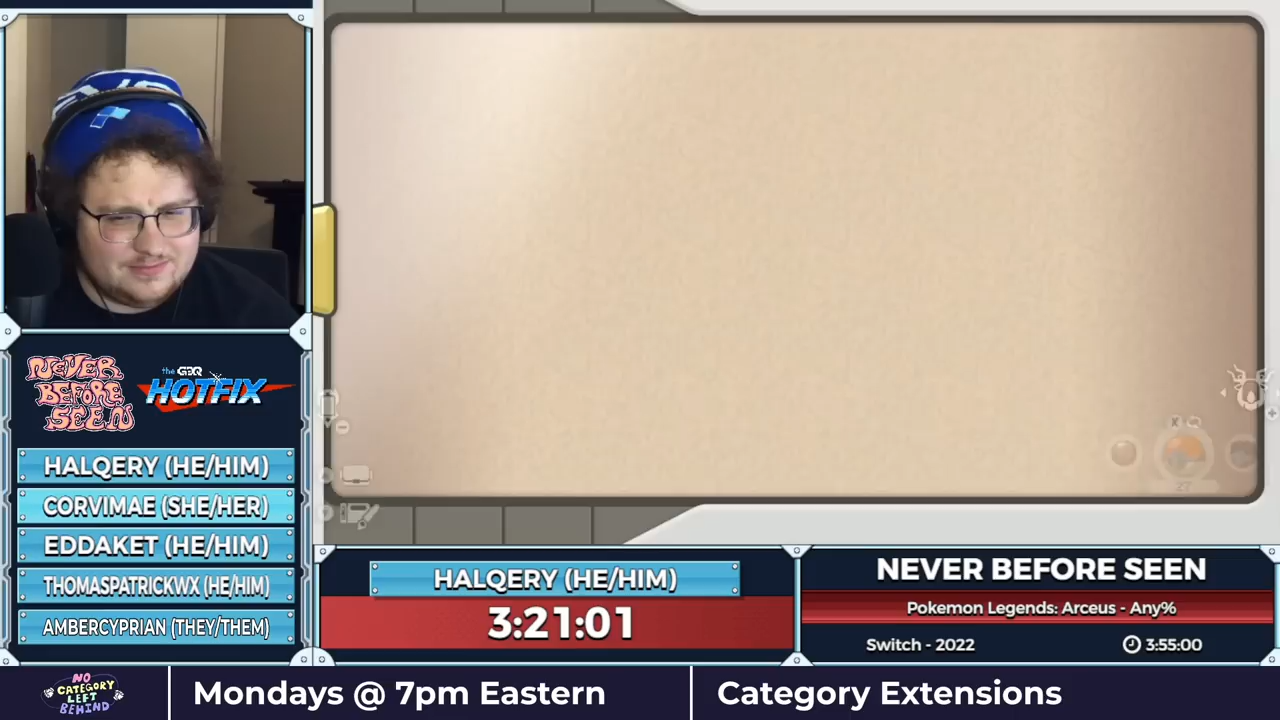 NEVER
BEFORE
SEEN
the GDQ
HOTFIX
HALQERY (HE/HIM)
CORVIMAE (SHE/HER)
EDDAKET (HE/HIM)
THOMASPATRICKWX (HE/HIM)
AMBERCYPRIAN (THEY/THEM)
X
27
HALQERY (HE/HIM)
3:21:01
NEVER BEFORE SEEN
Pokemon Legends: Arceus - Any%
Switch - 2022
3:55:00
NO
CATEGORY
LEFT
BEHIND
Mondays @ 7pm Eastern
Category Extensions